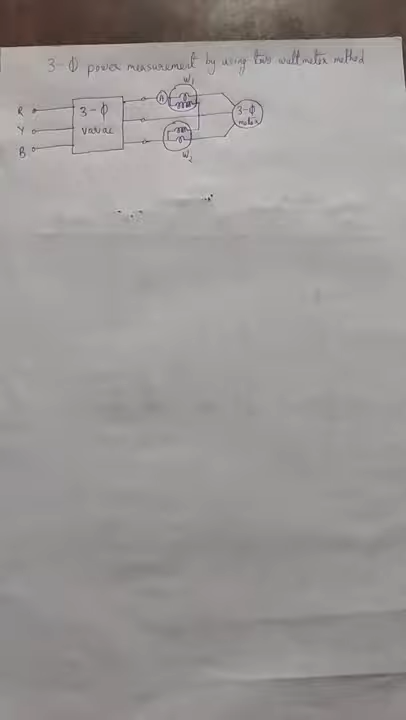 3-Φ power measurement by using two wattmeter method
W₁
R
Y
B
3-Φ
variac
A
3-Φ
motor
W₂